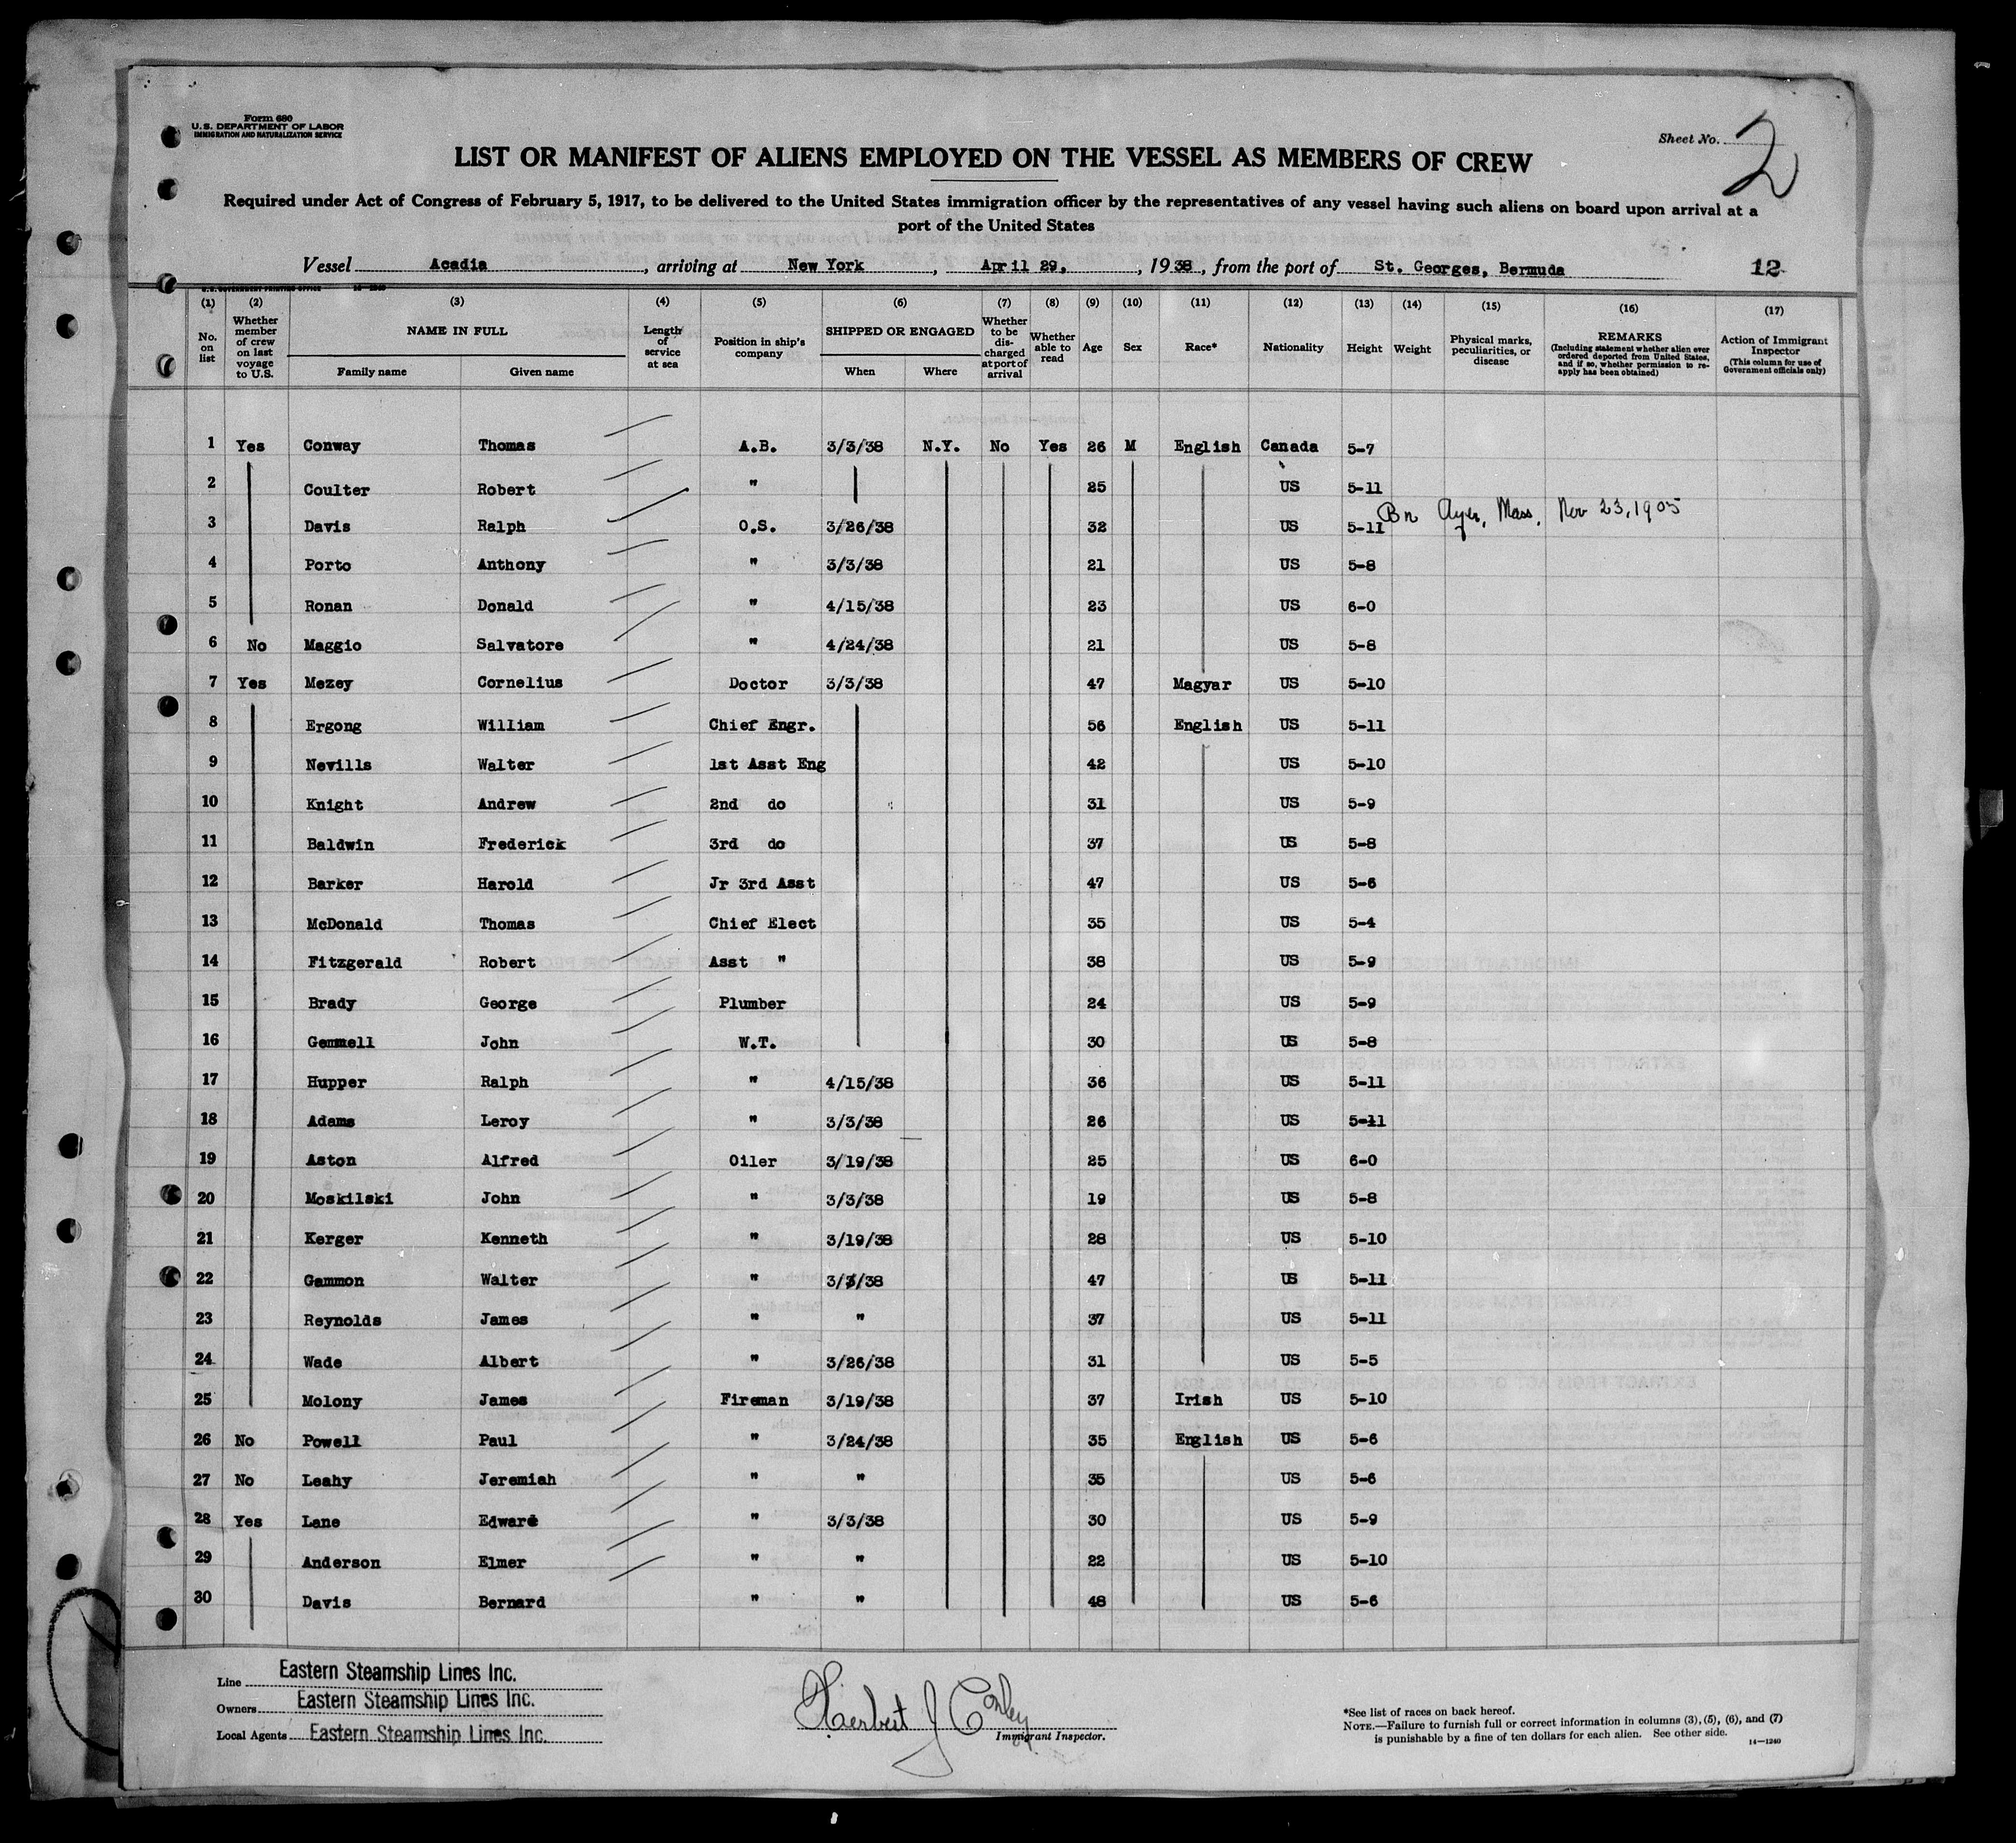 Form 680
U.S. DEPARTMENT OF LABOR
IMMIGRATION AND NATURALIZATION SERVICE
Sheet No. 2
LIST OR MANIFEST OF ALIENS EMPLOYED ON THE VESSEL AS MEMBERS OF CREW
Required under Act of Congress of February 5, 1917, to be delivered to the United States immigration officer by the representatives of any vessel having such aliens on board upon arrival at a
port of the United States
Vessel Acadia, arriving at New York, April 29, 1938, from the port of St. Georges, Bermuda 12
(1) (2) (3) (4) (5) (6) (7) (8) (9) (10) (11) (12) (13) (14) (15) (16) (17)
No. on list
Whether member of crew on last voyage to U.S.
NAME IN FULL
Family name Given name
Length of service at sea
Position in ship's company
SHIPPED OR ENGAGED
When Where
Whether to be discharged at port of arrival
Whether able to read
Age Sex Race* Nationality Height Weight
Physical marks, peculiarities, or disease
REMARKS
(Including statement whether alien ever ordered deported from United States, and if so, whether permission to reapply has been obtained)
Action of Immigrant Inspector
(This column for use of Government officials only)
1 Yes Conway Thomas A.B. 3/3/38 N.Y. No Yes 26 M English Canada 5-7
2 Coulter Robert " 25 US 5-11
3 Davis Ralph O.S. 3/26/38 32 US 5-11 Bn Ayer, Mass, Nov 23, 1905
4 Porto Anthony " 3/3/38 21 US 5-8
5 Ronan Donald " 4/15/38 23 US 6-0
6 No Maggio Salvatore " 4/24/38 21 US 5-8
7 Yes Mezey Cornelius Doctor 3/3/38 47 Magyar US 5-10
8 Ergong William Chief Engr. 56 English US 5-11
9 Nevills Walter 1st Asst Eng 42 US 5-10
10 Knight Andrew 2nd do 31 US 5-9
11 Baldwin Frederick 3rd do 37 US 5-8
12 Barker Harold Jr 3rd Asst 47 US 5-6
13 McDonald Thomas Chief Elect 35 US 5-4
14 Fitzgerald Robert Asst " 38 US 5-9
15 Brady George Plumber 24 US 5-9
16 Gemmell John W.T. 30 US 5-8
17 Hupper Ralph " 4/15/38 36 US 5-11
18 Adams Leroy " 3/3/38 26 US 5-11
19 Aston Alfred Oiler 3/19/38 25 US 6-0
20 Moskilski John " 3/3/38 19 US 5-8
21 Kerger Kenneth " 3/19/38 28 US 5-10
22 Gammon Walter " 3/3/38 47 US 5-11
23 Reynolds James " " 37 US 5-11
24 Wade Albert " 3/26/38 31 US 5-5
25 Molony James Fireman 3/19/38 37 Irish US 5-10
26 No Powell Paul " 3/24/38 35 English US 5-6
27 No Leahy Jeremiah " " 35 US 5-6
28 Yes Lane Edward " 3/3/38 30 US 5-9
29 Anderson Elmer " " 22 US 5-10
30 Davis Bernard " " 48 US 5-6
Line Eastern Steamship Lines Inc.
Owners Eastern Steamship Lines Inc.
Local Agents Eastern Steamship Lines Inc.
Herbert J Conley
Immigrant Inspector.
*See list of races on back hereof.
NOTE.—Failure to furnish full or correct information in columns (3), (5), (6), and (7)
is punishable by a fine of ten dollars for each alien. See other side.
14—1240